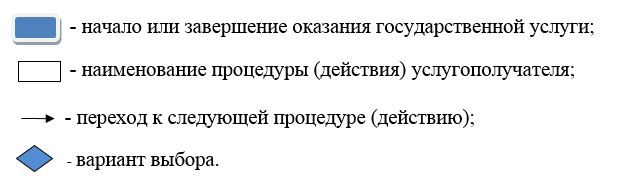 - начало или завершение оказания государственной услуги;
- наименование процедуры (действия) услугополучателя;
- переход к следующей процедуре (действию);
- вариант выбора.